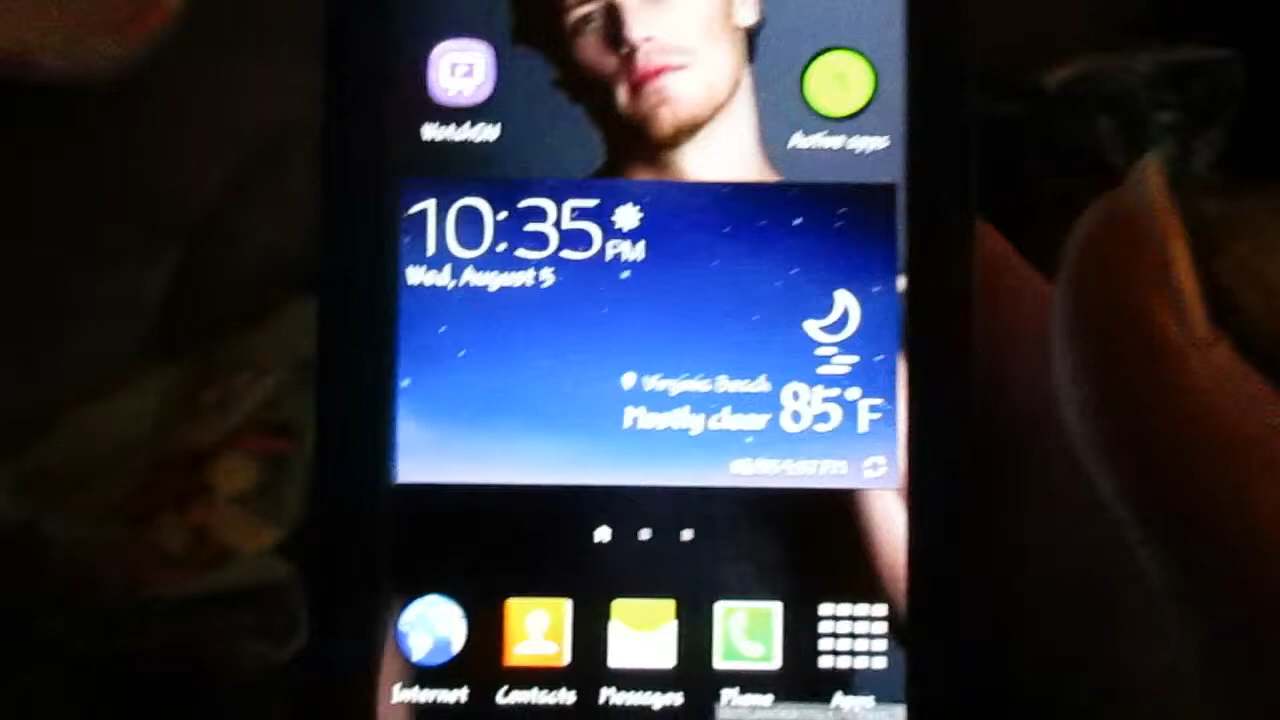 WatchON
Active apps
10:35 PM
Wed, August 5
Virginia Beach
Mostly clear 85°F
Internet Contacts Messages Phone Apps